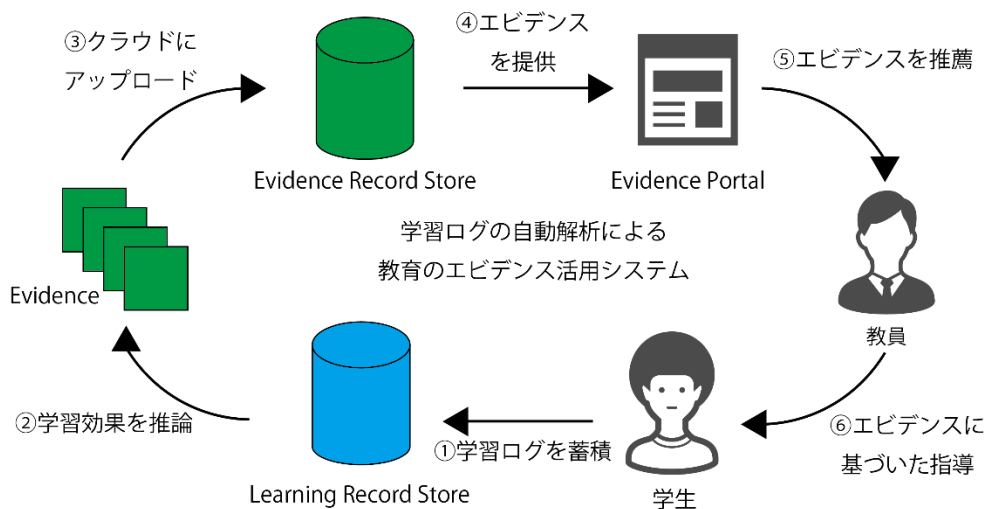 ③クラウドに
アップロード
④エビデンス
を提供
⑤エビデンスを推薦
Evidence Record Store
Evidence Portal
学習ログの自動解析による
教育のエビデンス活用システム
Evidence
教員
②学習効果を推論
①学習ログを蓄積
⑥エビデンスに
基づいた指導
Learning Record Store
学生